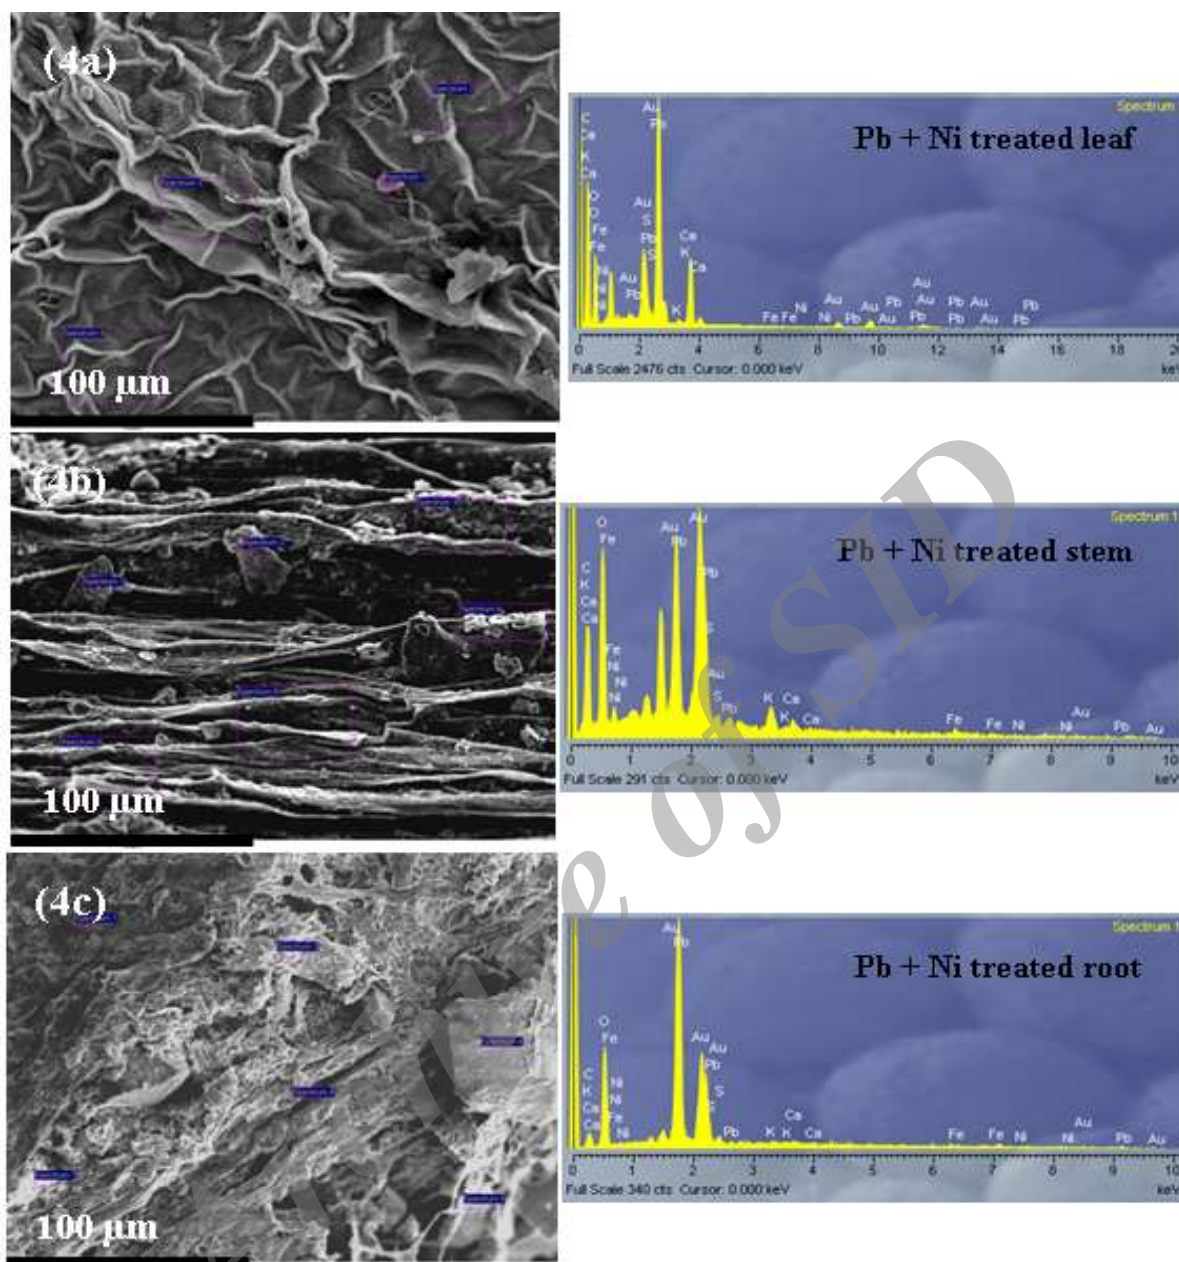 (4a)
100 µm
Spectrum
Pb + Ni treated leaf
C
Ca
K
Ca
O
O
Fe
Fe
Ni
Ni
Ni
Au
Pb
Au
Pb
Au
S
Pb
S
K
Ca
K
Ca
Fe Fe Ni Ni Au Pb Au Au Pb Au Au Pb Pb Pb Au Au Pb Pb
0 2 4 6 8 10 12 14 16 18 20
Full Scale 2476 cts Cursor: 0.000 keV
keV
(4b)
100 µm
Spectrum 1
Pb + Ni treated stem
C
K
Ca
Ca
O
Fe
Fe
Ni
Ni
Ni
Au
Pb
Au
Pb
S
Au
S
Pb
K K Ca Ca Fe Fe Ni Ni Au Pb Au
0 1 2 3 4 5 6 7 8 9 10
Full Scale 291 cts Cursor: 0.000 keV
keV
(4c)
100 µm
Spectrum 1
Pb + Ni treated root
C
K
Ca
Ca
O
Fe
Ni
Ni
Fe
Ni
Au
Pb
Au
Au
Pb
S
S
Pb
K K Ca Ca Fe Fe Ni Ni Au Pb Au
0 1 2 3 4 5 6 7 8 9 10
Full Scale 340 cts Cursor: 0.000 keV
keV
of SID